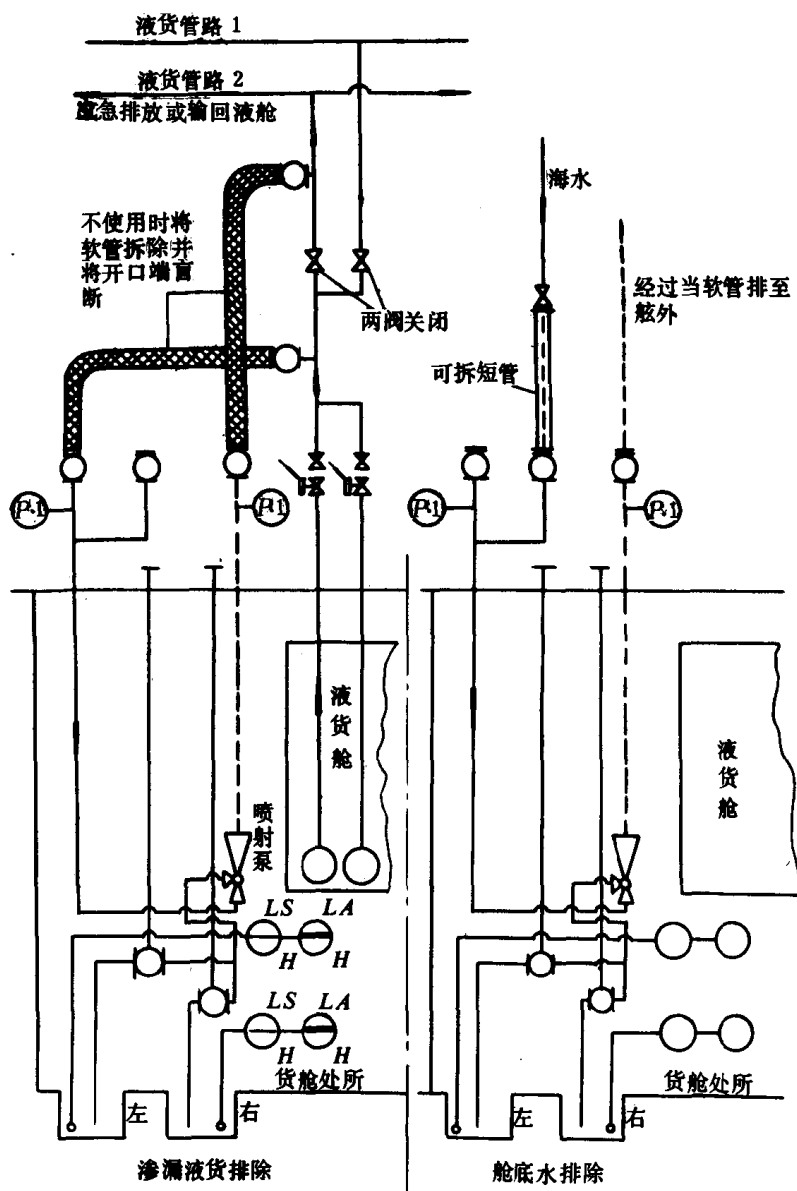 液货管路 1
液货管路 2
应急排放或输回液舱
不使用时将
软管拆除并
将开口端盲
断
两阀关闭
海水
经过当软管排至
舷外
可拆短管
P·1
P·1
P·1
P·1
液货舱
液货舱
喷射泵
LS
LA
H
H
LS
LA
H
H
货舱处所
货舱处所
左
右
左
右
渗漏液货排除
舱底水排除